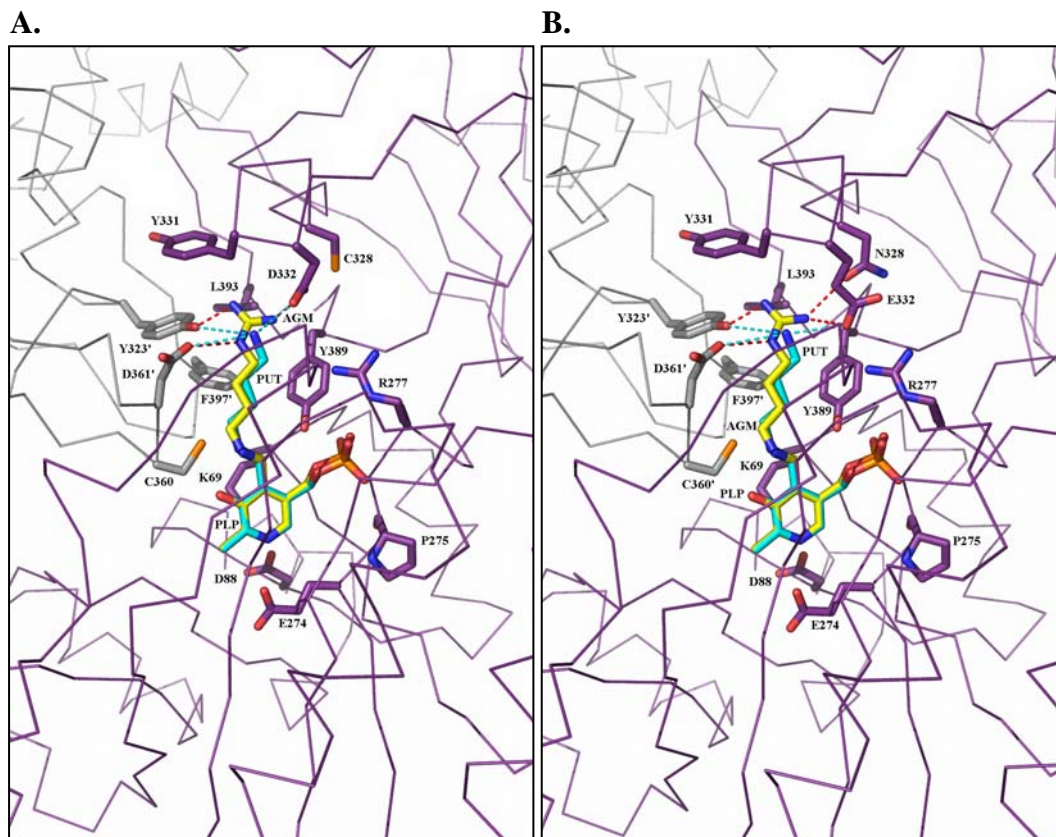 A.
B.
Y331
C328
D332
L393
AGM
Y323'
Y389
D361'
PUT
R277
F397'
C360
K69
PLP
P275
D88
E274
Y331
N328
L393
E332
Y323'
PUT
D361'
R277
F397'
Y389
AGM
C360'
K69
PLP
P275
D88
E274